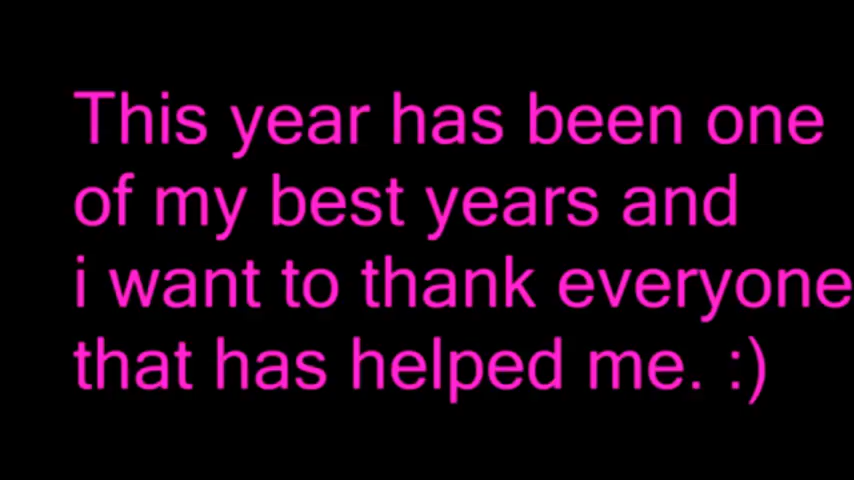 This year has been one
of my best years and
i want to thank everyone
that has helped me. :)